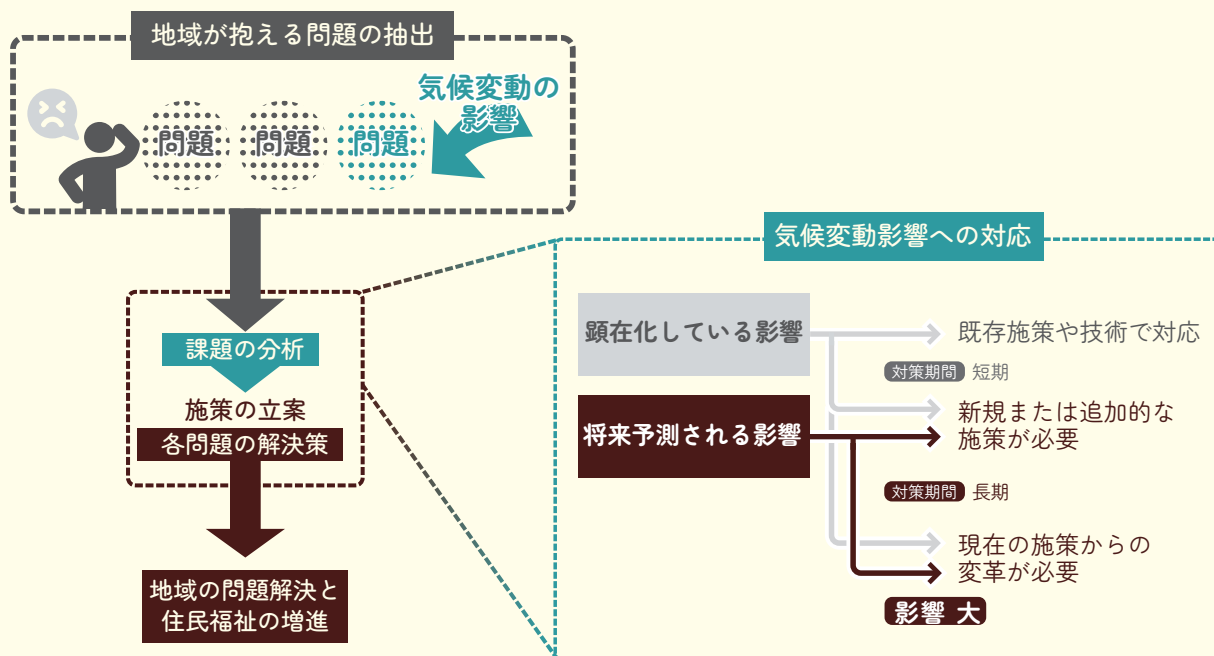 地域が抱える問題の抽出
気候変動の
影響
問題
問題
問題
課題の分析
施策の立案
各問題の解決策
地域の問題解決と
住民福祉の増進
気候変動影響への対応
顕在化している影響
既存施策や技術で対応
対策期間 短期
将来予測される影響
新規または追加的な
施策が必要
対策期間 長期
現在の施策からの
変革が必要
影響 大